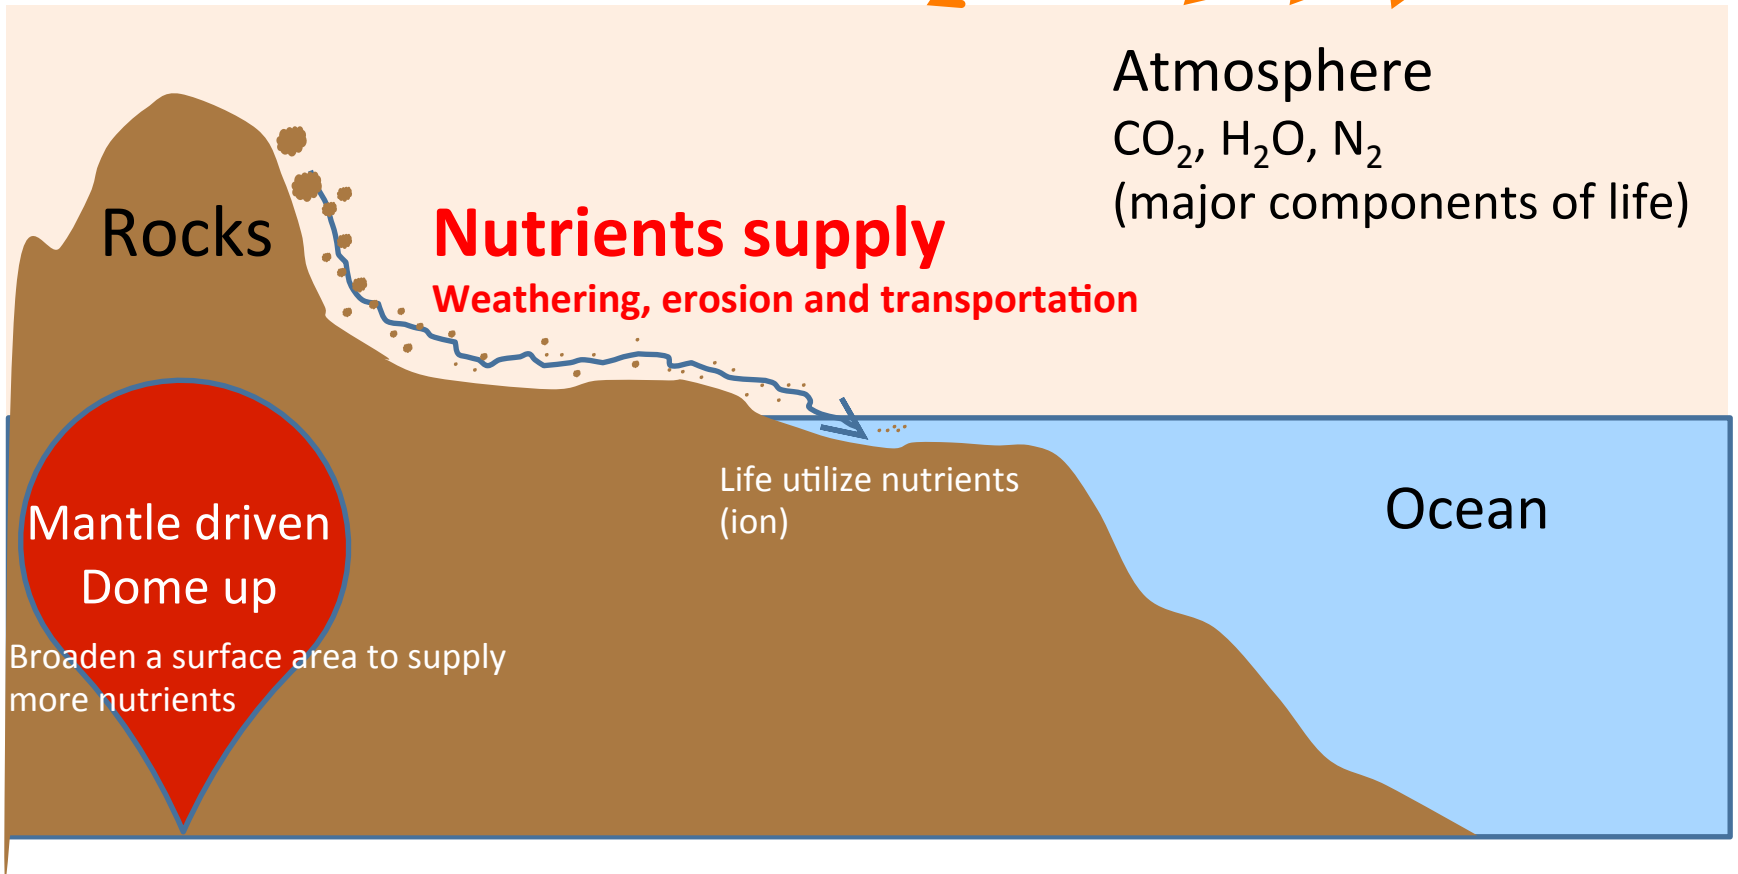 Atmosphere
CO₂, H₂O, N₂
(major components of life)
Rocks
Nutrients supply
Weathering, erosion and transportation
Life utilize nutrients
(ion)
Ocean
Mantle driven
Dome up
Broaden a surface area to supply
more nutrients